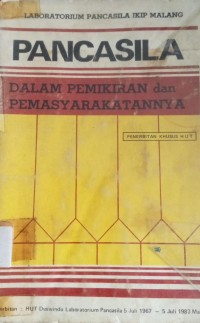 LABORATORIUM PANCASILA IKIP MALANG
PANCASILA
DALAM PEMIKIRAN dan
PEMASYARAKATANNYA
PENERBITAN KHUSUS H.U.T
: HUT Dwiwindu Laboratorium Pancasila 5 Juli 1967 - 5 Juli 1983